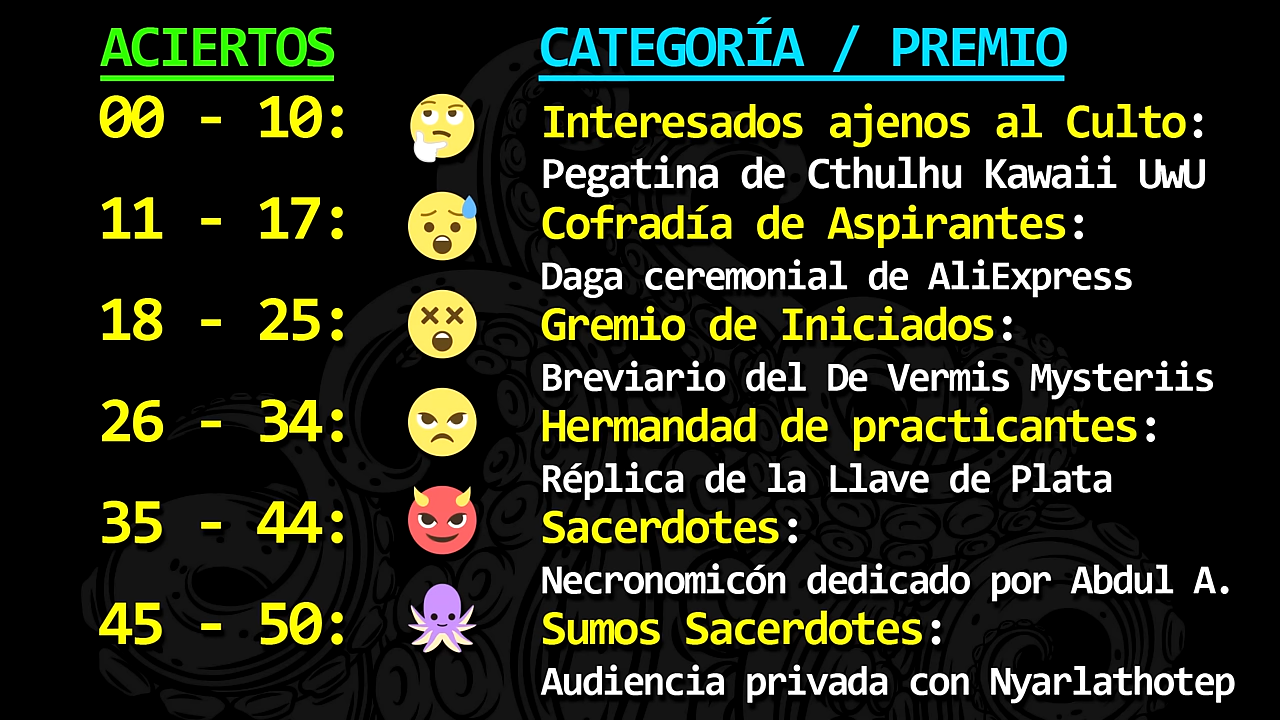 ACIERTOS CATEGORÍA / PREMIO
00 - 10: Interesados ajenos al Culto:
Pegatina de Cthulhu Kawaii UwU
11 - 17: Cofradía de Aspirantes:
Daga ceremonial de AliExpress
18 - 25: Gremio de Iniciados:
Breviario del De Vermis Mysteriis
26 - 34: Hermandad de practicantes:
Réplica de la Llave de Plata
35 - 44: Sacerdotes:
Necronomicón dedicado por Abdul A.
45 - 50: Sumos Sacerdotes:
Audiencia privada con Nyarlathotep